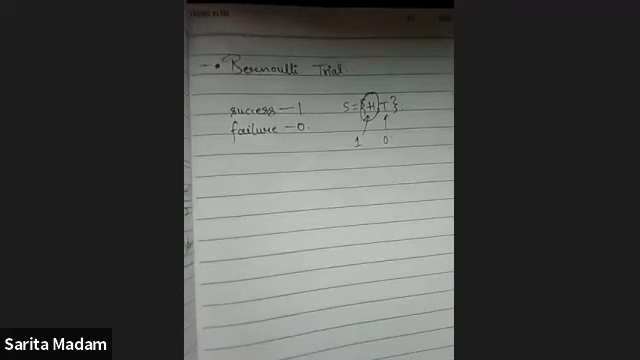 →• Bernoulli Trial.
success – 1 S = {H, T}.
failure – 0. 1 0.
Sarita Madam